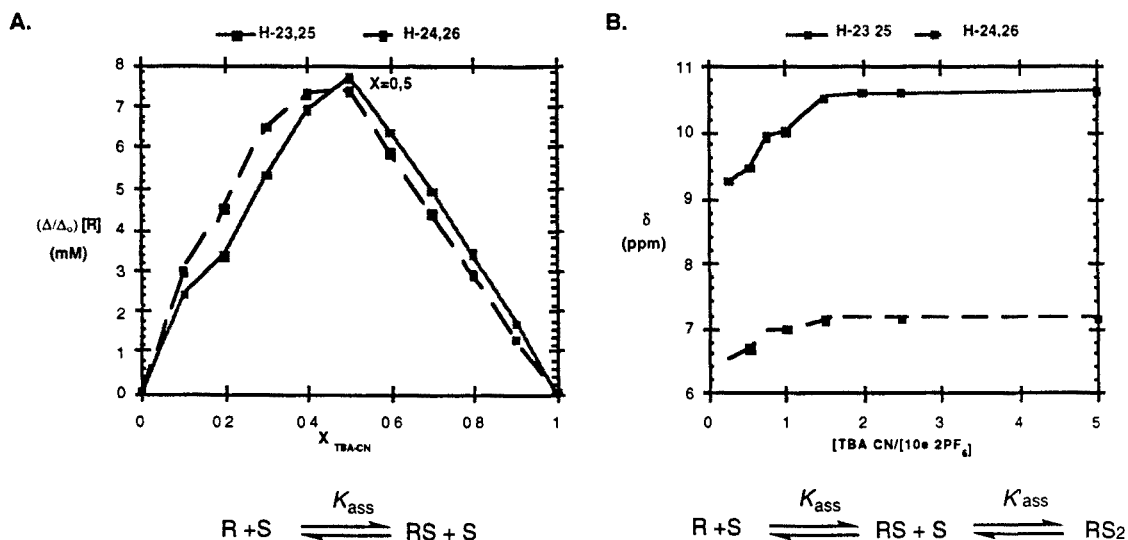 A.
H-23,25 H-24,26
8
7
6
5
4
3
2
1
0
X=0,5
(Δ/Δ₀) [R]
(mM)
0 0 2 0 4 0 6 0 8 1
X TBA-CN
R +S Kass RS + S
B.
H-23 25 H-24,26
11
10
9
8
7
6
δ
(ppm)
0 1 2 3 4 5
[TBA CN/[10e 2PF₆]
R +S Kass RS + S K'ass RS₂